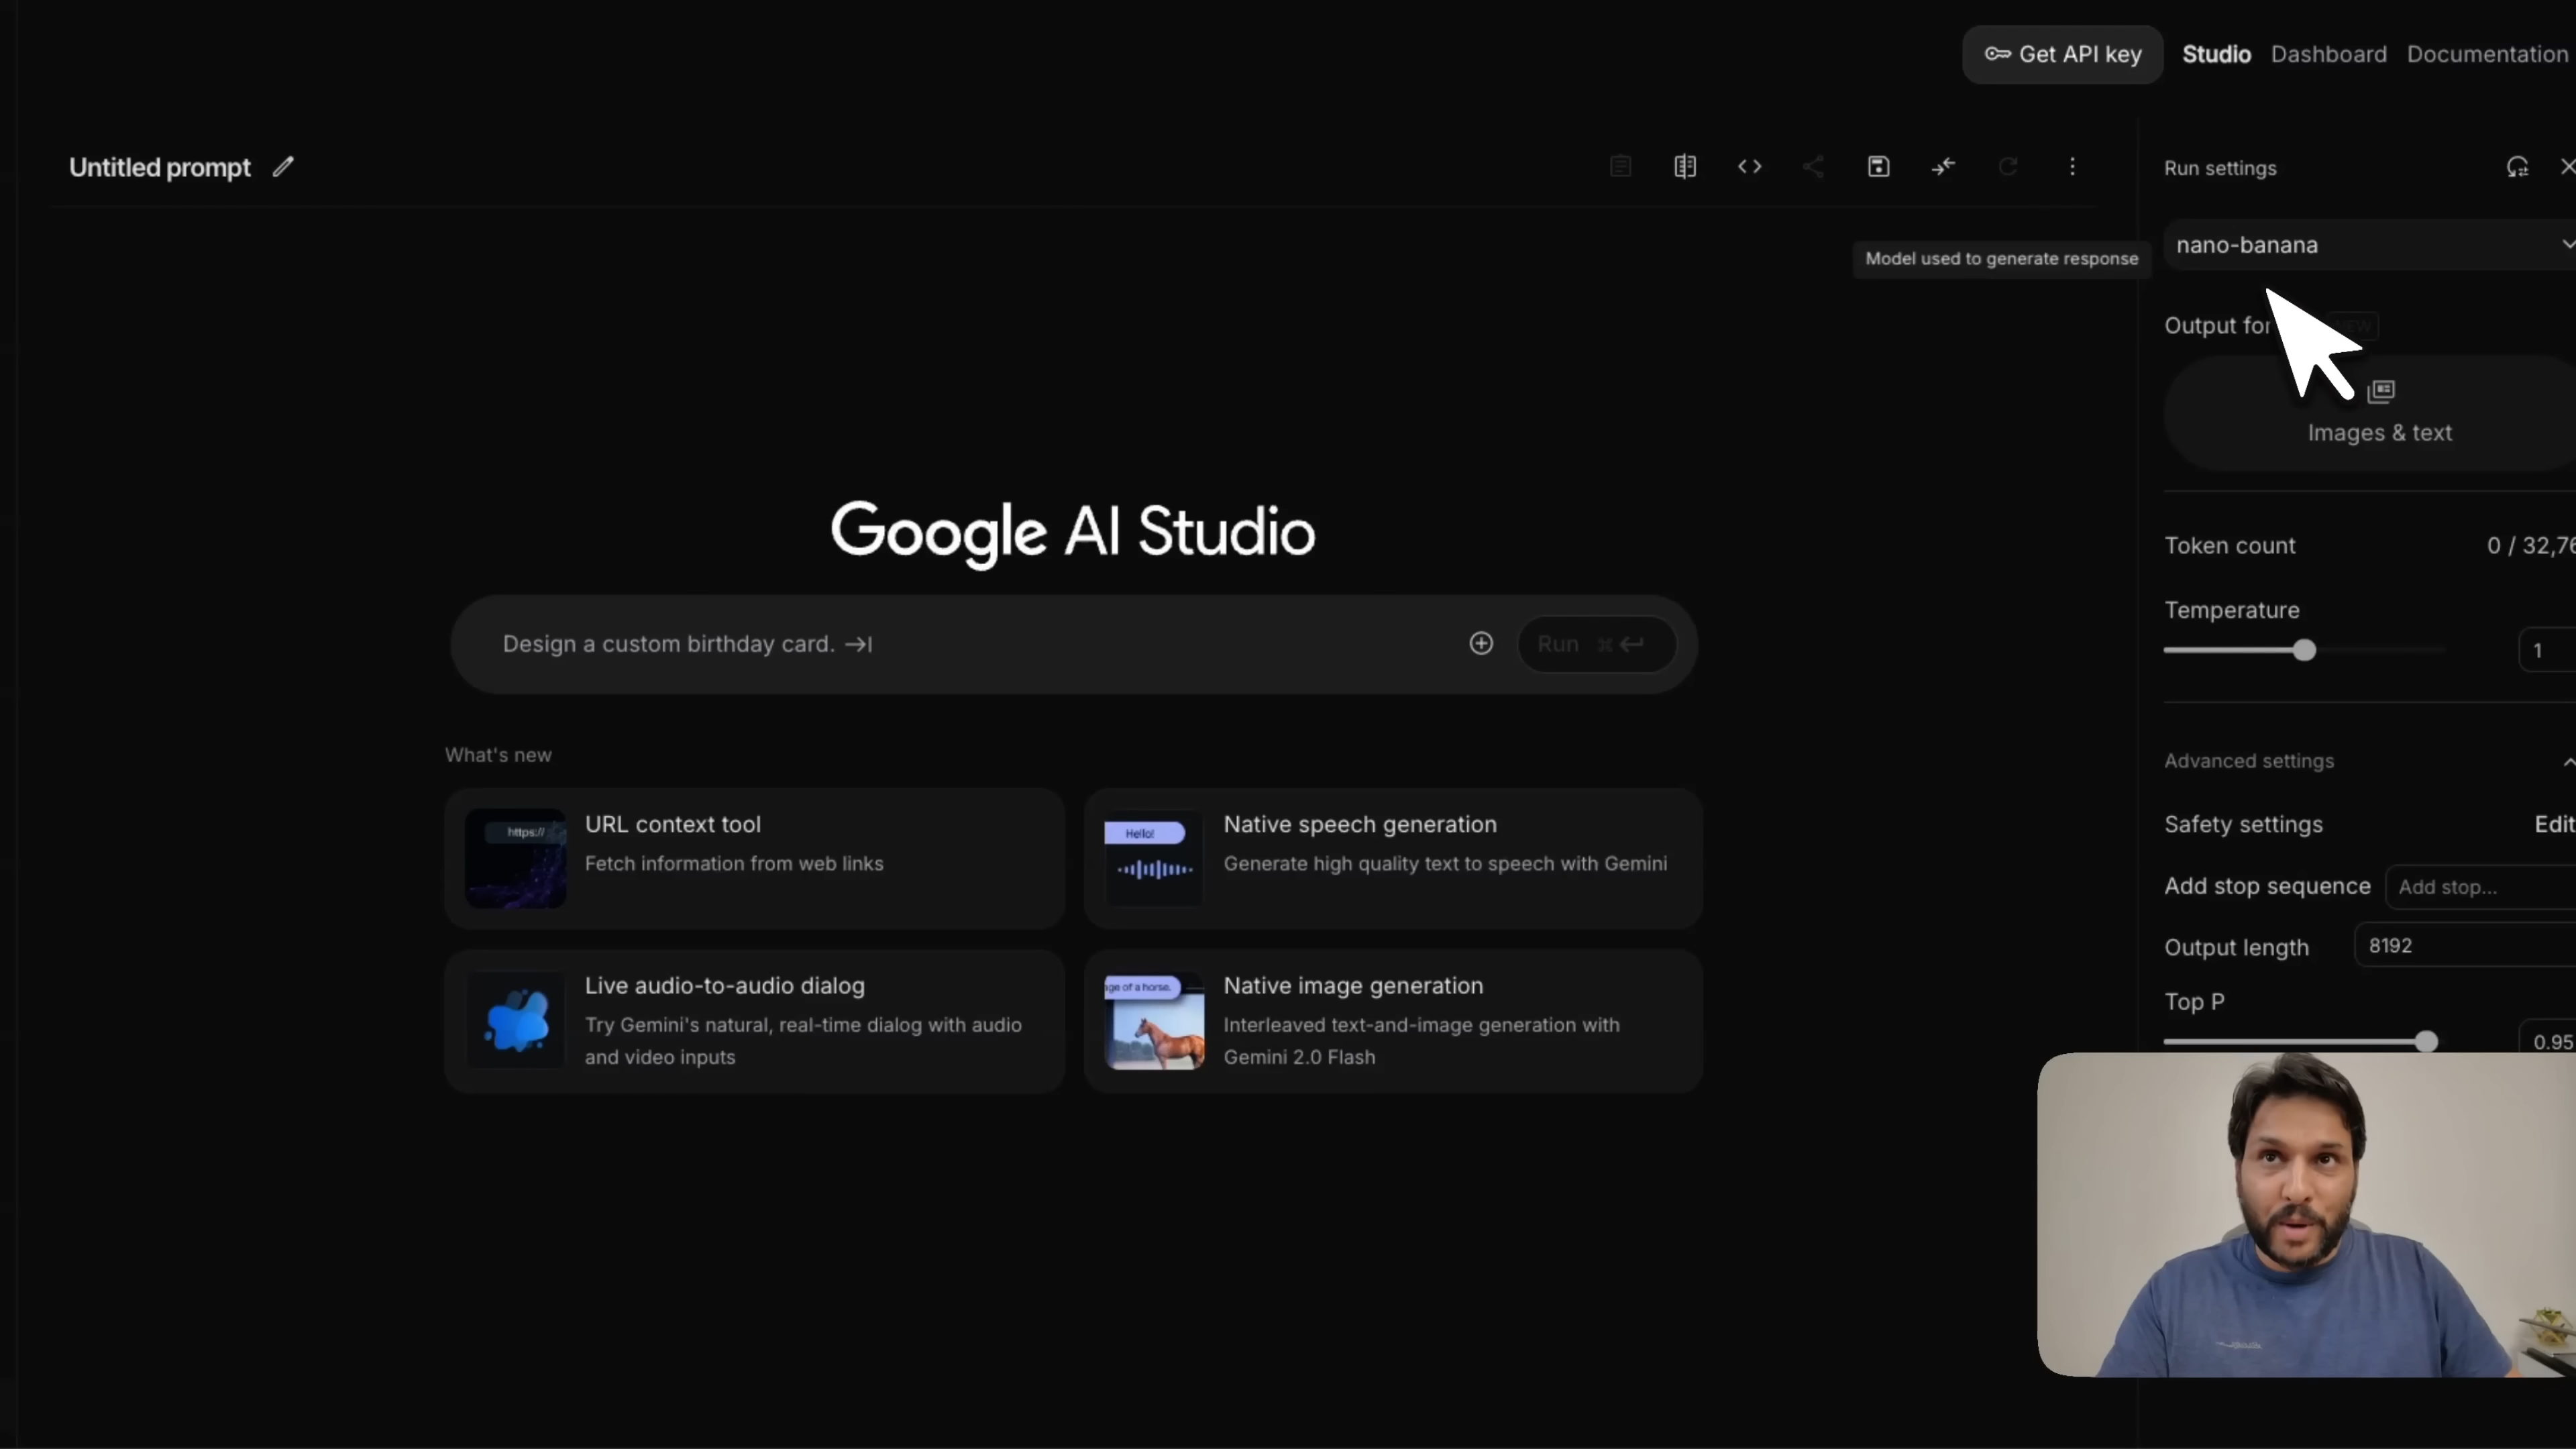 Get API key
Studio
Dashboard
Documentation
Untitled prompt
Run settings
nano-banana
Model used to generate response
Output for
Images & text
Google AI Studio
Token count
0 / 32,76
Temperature
1
Design a custom birthday card.
Run
What's new
Advanced settings
URL context tool
Fetch information from web links
https://
Native speech generation
Generate high quality text to speech with Gemini
Hello!
Safety settings
Edit
Add stop sequence
Add stop...
Output length
8192
Live audio-to-audio dialog
Try Gemini's natural, real-time dialog with audio
and video inputs
Native image generation
Interleaved text-and-image generation with
Gemini 2.0 Flash
age of a horse.
Top P
0.95